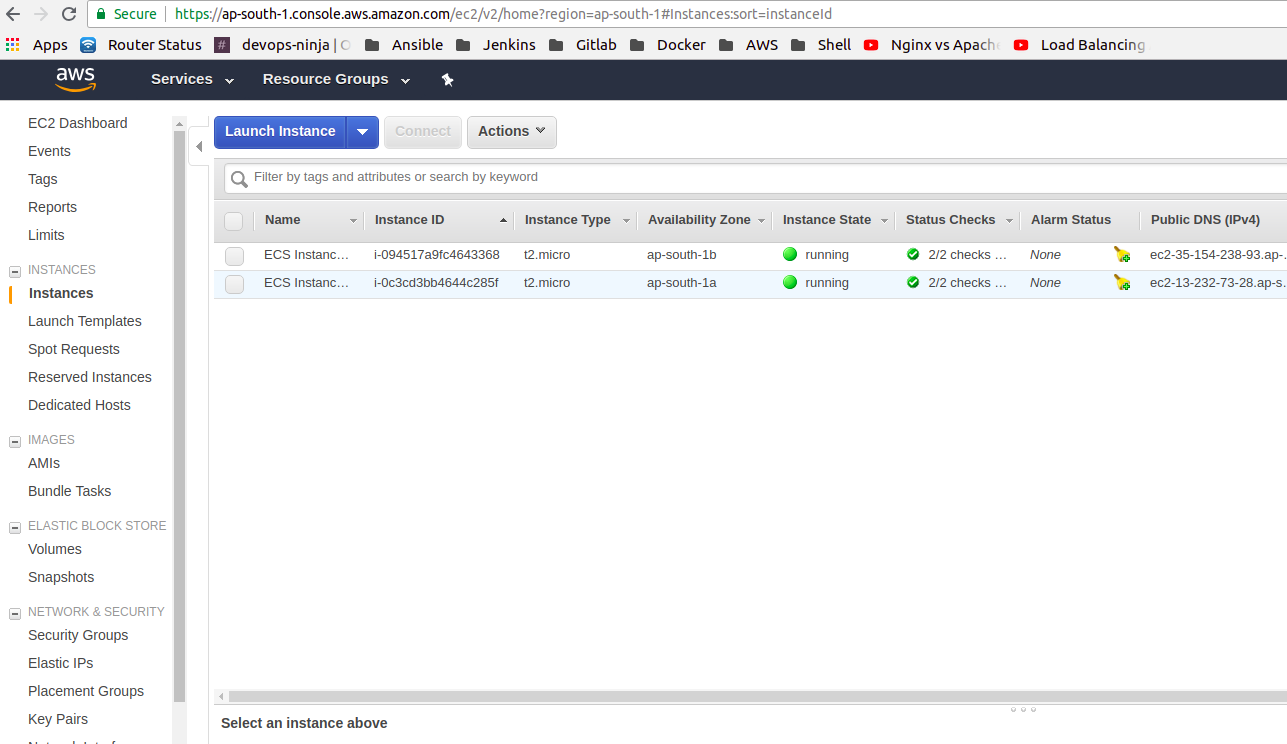 Secure https://ap-south-1.console.aws.amazon.com/ec2/v2/home?region=ap-south-1#Instances:sort=instanceId
Apps Router Status # devops-ninja | Ansible Jenkins Gitlab Docker AWS Shell Nginx vs Apach Load Balancing
aws Services Resource Groups
EC2 Dashboard
Events
Tags
Reports
Limits
INSTANCES
Instances
Launch Templates
Spot Requests
Reserved Instances
Dedicated Hosts
IMAGES
AMIs
Bundle Tasks
ELASTIC BLOCK STORE
Volumes
Snapshots
NETWORK & SECURITY
Security Groups
Elastic IPs
Placement Groups
Key Pairs
Launch Instance Connect Actions
Filter by tags and attributes or search by keyword
Name Instance ID Instance Type Availability Zone Instance State Status Checks Alarm Status Public DNS (IPv4)
ECS Instanc… i-094517a9fc4643368 t2.micro ap-south-1b running 2/2 checks … None ec2-35-154-238-93.ap-…
ECS Instanc… i-0c3cd3bb4644c285f t2.micro ap-south-1a running 2/2 checks … None ec2-13-232-73-28.ap-s…
Select an instance above